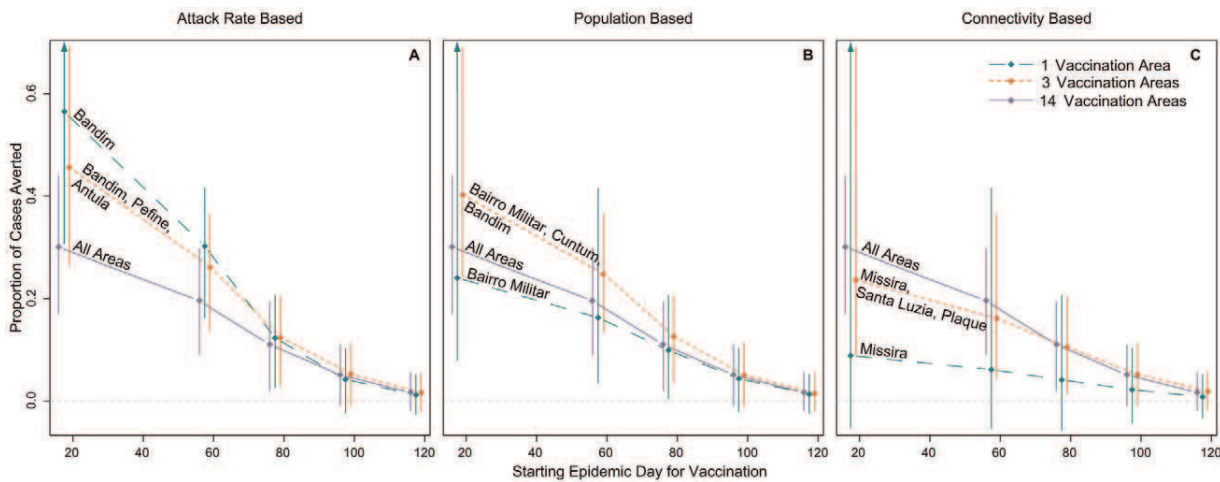 Attack Rate Based
Population Based
Connectivity Based
A
B
C
1 Vaccination Area
3 Vaccination Areas
14 Vaccination Areas
Proportion of Cases Averted
0.6
0.4
0.2
0.0
Bandim
Bandim, Pefine,
Antula
All Areas
Bairro Militar, Cuntum,
Bandim
All Areas
Bairro Militar
All Areas
Missira,
Santa Luzia, Plaque
Missira
20 40 60 80 100 120
20 40 60 80 100 120
20 40 60 80 100 120
Starting Epidemic Day for Vaccination